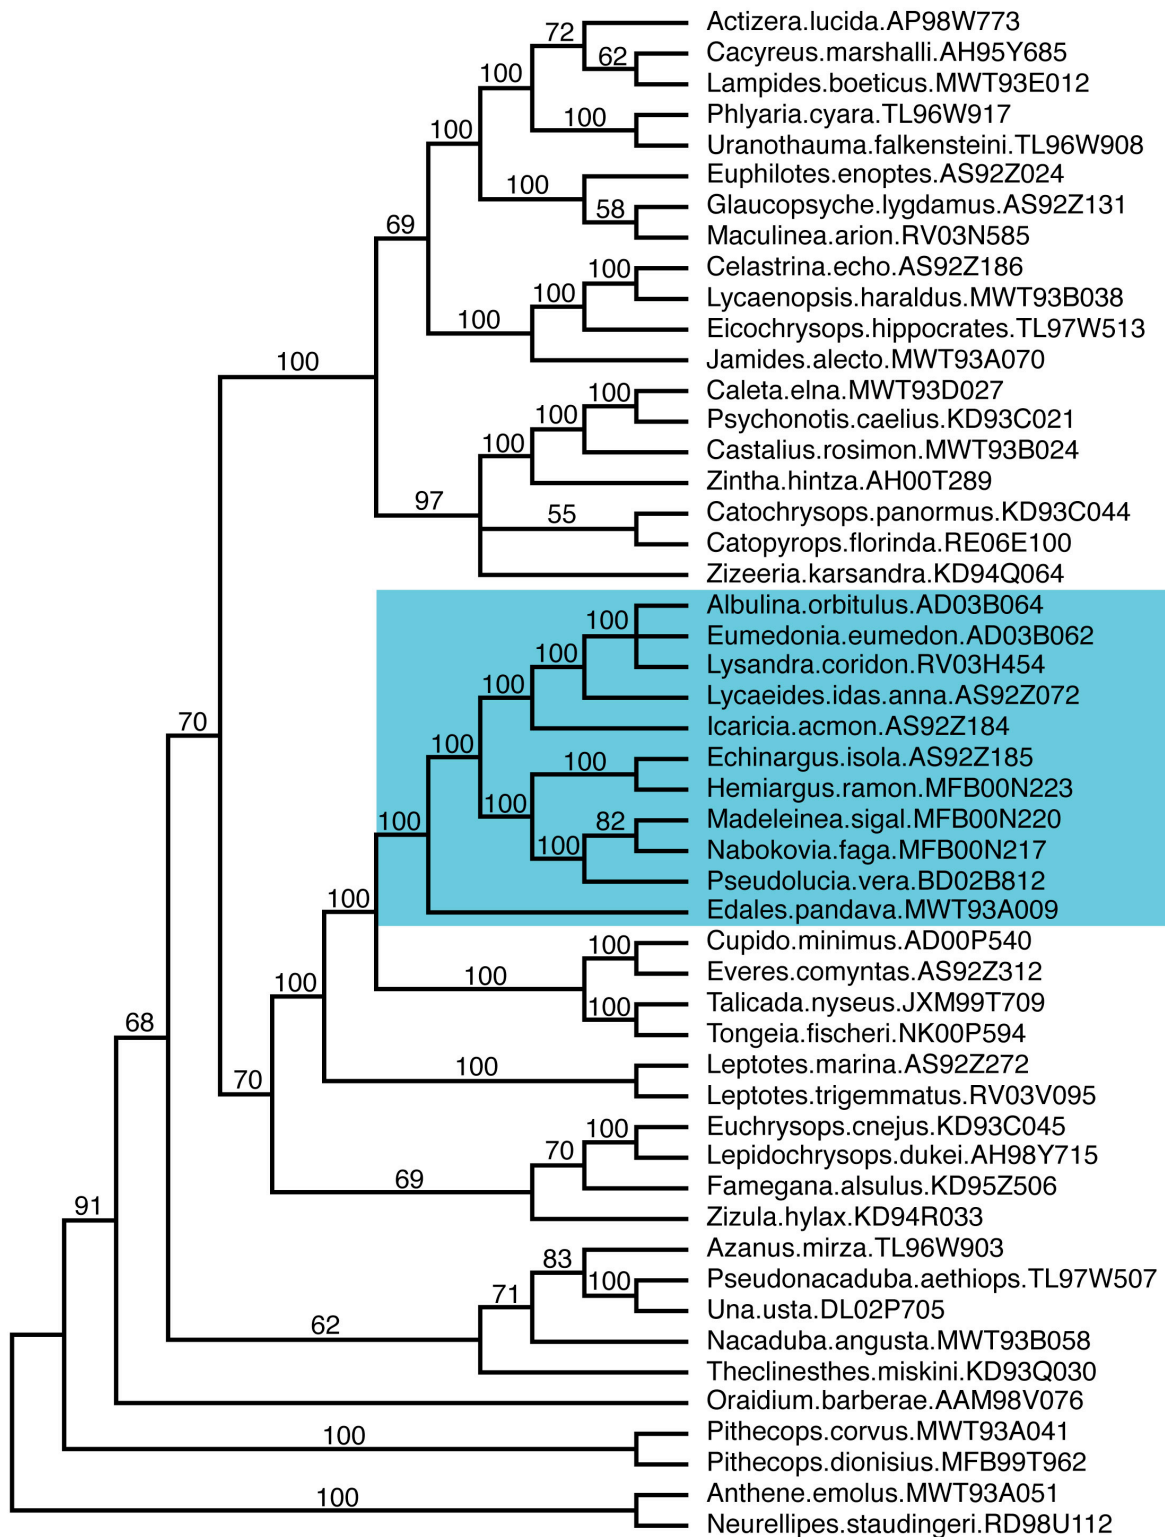 Actizera.lucida.AP98W773
72
Cacyreus.marshalli.AH95Y685
62
Lampides.boeticus.MWT93E012
100
Phlyaria.cyara.TL96W917
100
Uranothauma.falkensteini.TL96W908
100
Euphilotes.enoptes.AS92Z024
100
Glaucopsyche.lygdamus.AS92Z131
58
Maculinea.arion.RV03N585
69
Celastrina.echo.AS92Z186
100
Lycaenopsis.haraldus.MWT93B038
100
Eicochrysops.hippocrates.TL97W513
100
Jamides.alecto.MWT93A070
100
Caleta.elna.MWT93D027
100
Psychonotis.caelius.KD93C021
100
Castalius.rosimon.MWT93B024
100
Zintha.hintza.AH00T289
97
Catochrysops.panormus.KD93C044
55
Catopyrops.florinda.RE06E100
Zizeeria.karsandra.KD94Q064
Albulina.orbitulus.AD03B064
100
Eumedonia.eumedon.AD03B062
100
Lysandra.coridon.RV03H454
100
Lycaeides.idas.anna.AS92Z072
70
Icaricia.acmon.AS92Z184
100
Echinargus.isola.AS92Z185
100
Hemiargus.ramon.MFB00N223
100
Madeleinea.sigal.MFB00N220
100
82
Nabokovia.faga.MFB00N217
100
Pseudolucia.vera.BD02B812
100
Edales.pandava.MWT93A009
Cupido.minimus.AD00P540
100
Everes.comyntas.AS92Z312
100
100
Talicada.nyseus.JXM99T709
100
Tongeia.fischeri.NK00P594
68
Leptotes.marina.AS92Z272
100
70
Leptotes.trigemmatus.RV03V095
Euchrysops.cnejus.KD93C045
100
Lepidochrysops.dukei.AH98Y715
70
69
Famegana.alsulus.KD95Z506
91
Zizula.hylax.KD94R033
Azanus.mirza.TL96W903
83
Pseudonacaduba.aethiops.TL97W507
100
71
Una.usta.DL02P705
62
Nacaduba.angusta.MWT93B058
Theclinesthes.miskini.KD93Q030
Oraidium.barberae.AAM98V076
Pithecops.corvus.MWT93A041
100
Pithecops.dionisius.MFB99T962
Anthene.emolus.MWT93A051
100
Neurellipes.staudingeri.RD98U112